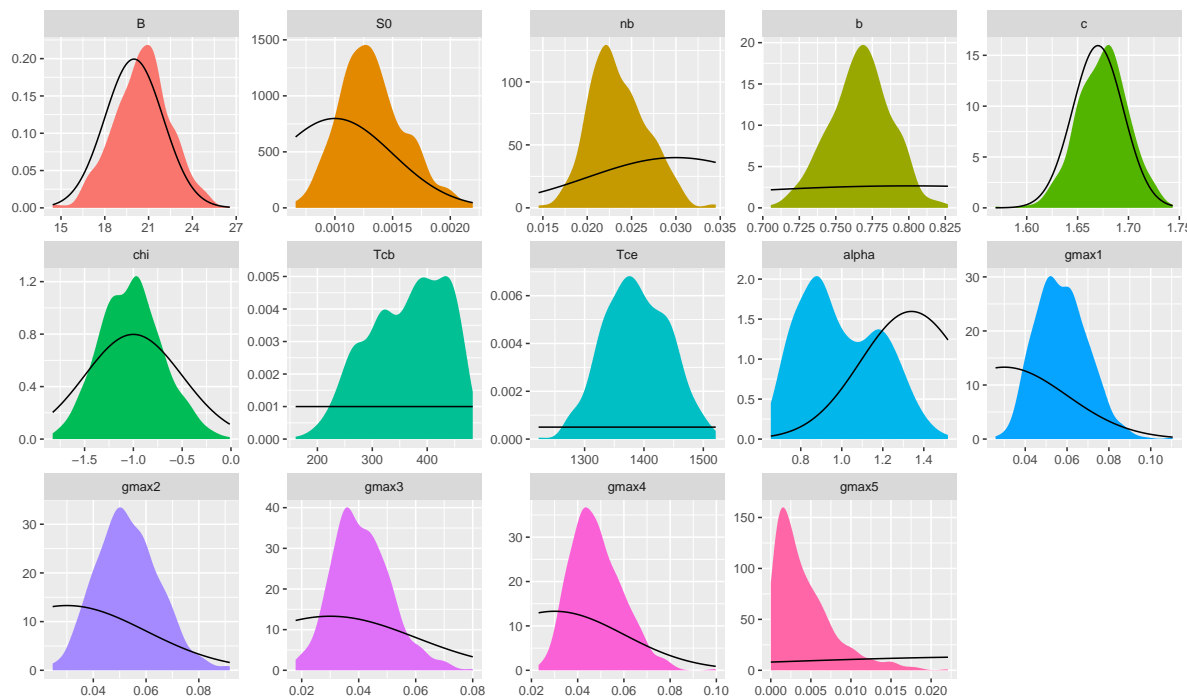 B S0 nb b c
0.20 1500 20 15
0.15 1000 100 15 10
0.10 10
0.05 500 50 5 5
0.00 0 0 0 0
15 18 21 24 27 0.0010 0.0015 0.0020 0.015 0.020 0.025 0.030 0.035 0.700 0.725 0.750 0.775 0.800 0.825 1.60 1.65 1.70 1.75
chi Tcb Tce alpha gmax1
1.2 0.005 0.006 2.0 30
0.8 0.004 0.004 1.5 20
0.003 1.0
0.4 0.002 0.002 0.5 10
0.001
0.0 0.000 0.000 0.0 0
−1.5 −1.0 −0.5 0.0 200 300 400 1300 1400 1500 0.6 0.8 1.0 1.2 1.4 0.04 0.06 0.08 0.10
gmax2 gmax3 gmax4 gmax5
30 40 30 150
20 30 20 100
10 20 10 50
10
0 0 0 0
0.04 0.06 0.08 0.02 0.04 0.06 0.08 0.02 0.04 0.06 0.08 0.10 0.000 0.005 0.010 0.015 0.020